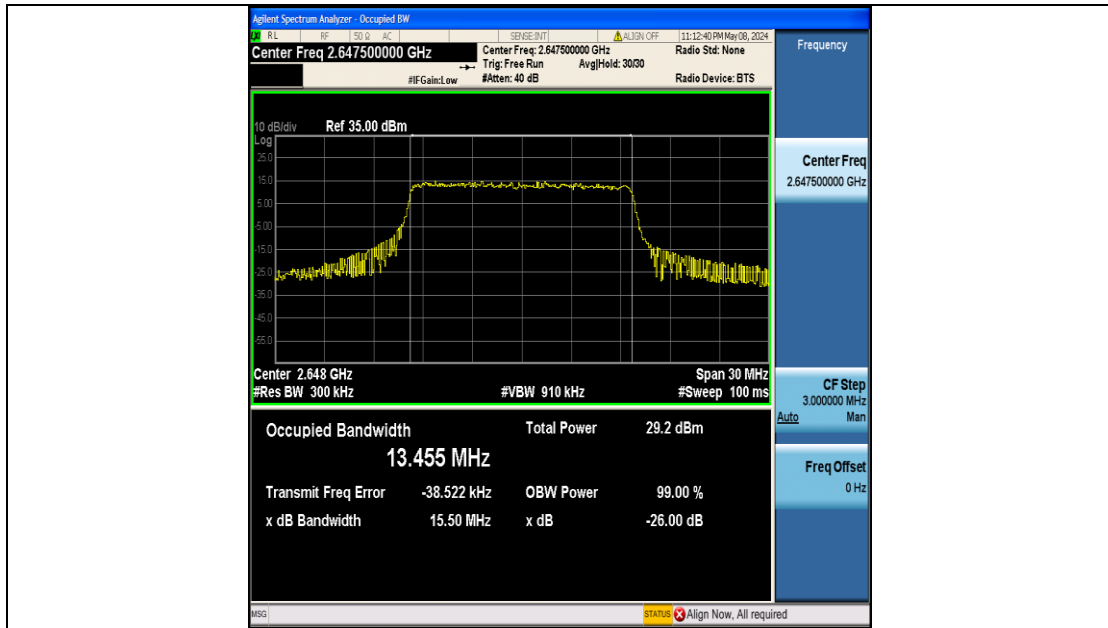 Agilent Spectrum Analyzer - Occupied BW
RL RF 50 Ω AC SENSE:INT ALIGN OFF 11:12:40 PM May 08, 2024
Center Freq 2.647500000 GHz
Center Freq: 2.647500000 GHz Radio Std: None
Trig: Free Run Avg|Hold: 30/30
#IFGain:Low #Atten: 40 dB Radio Device: BTS
10 dB/div Ref 35.00 dBm
Log
25.0
15.0
5.00
-5.00
-15.0
-25.0
-35.0
-45.0
-55.0
Center 2.648 GHz Span 30 MHz
#Res BW 300 kHz #VBW 910 kHz #Sweep 100 ms
Occupied Bandwidth Total Power 29.2 dBm
13.455 MHz
Transmit Freq Error -38.522 kHz OBW Power 99.00 %
x dB Bandwidth 15.50 MHz x dB -26.00 dB
MSG STATUS Align Now, All required
Frequency
Center Freq
2.647500000 GHz
CF Step
3.000000 MHz
Auto Man
Freq Offset
0 Hz